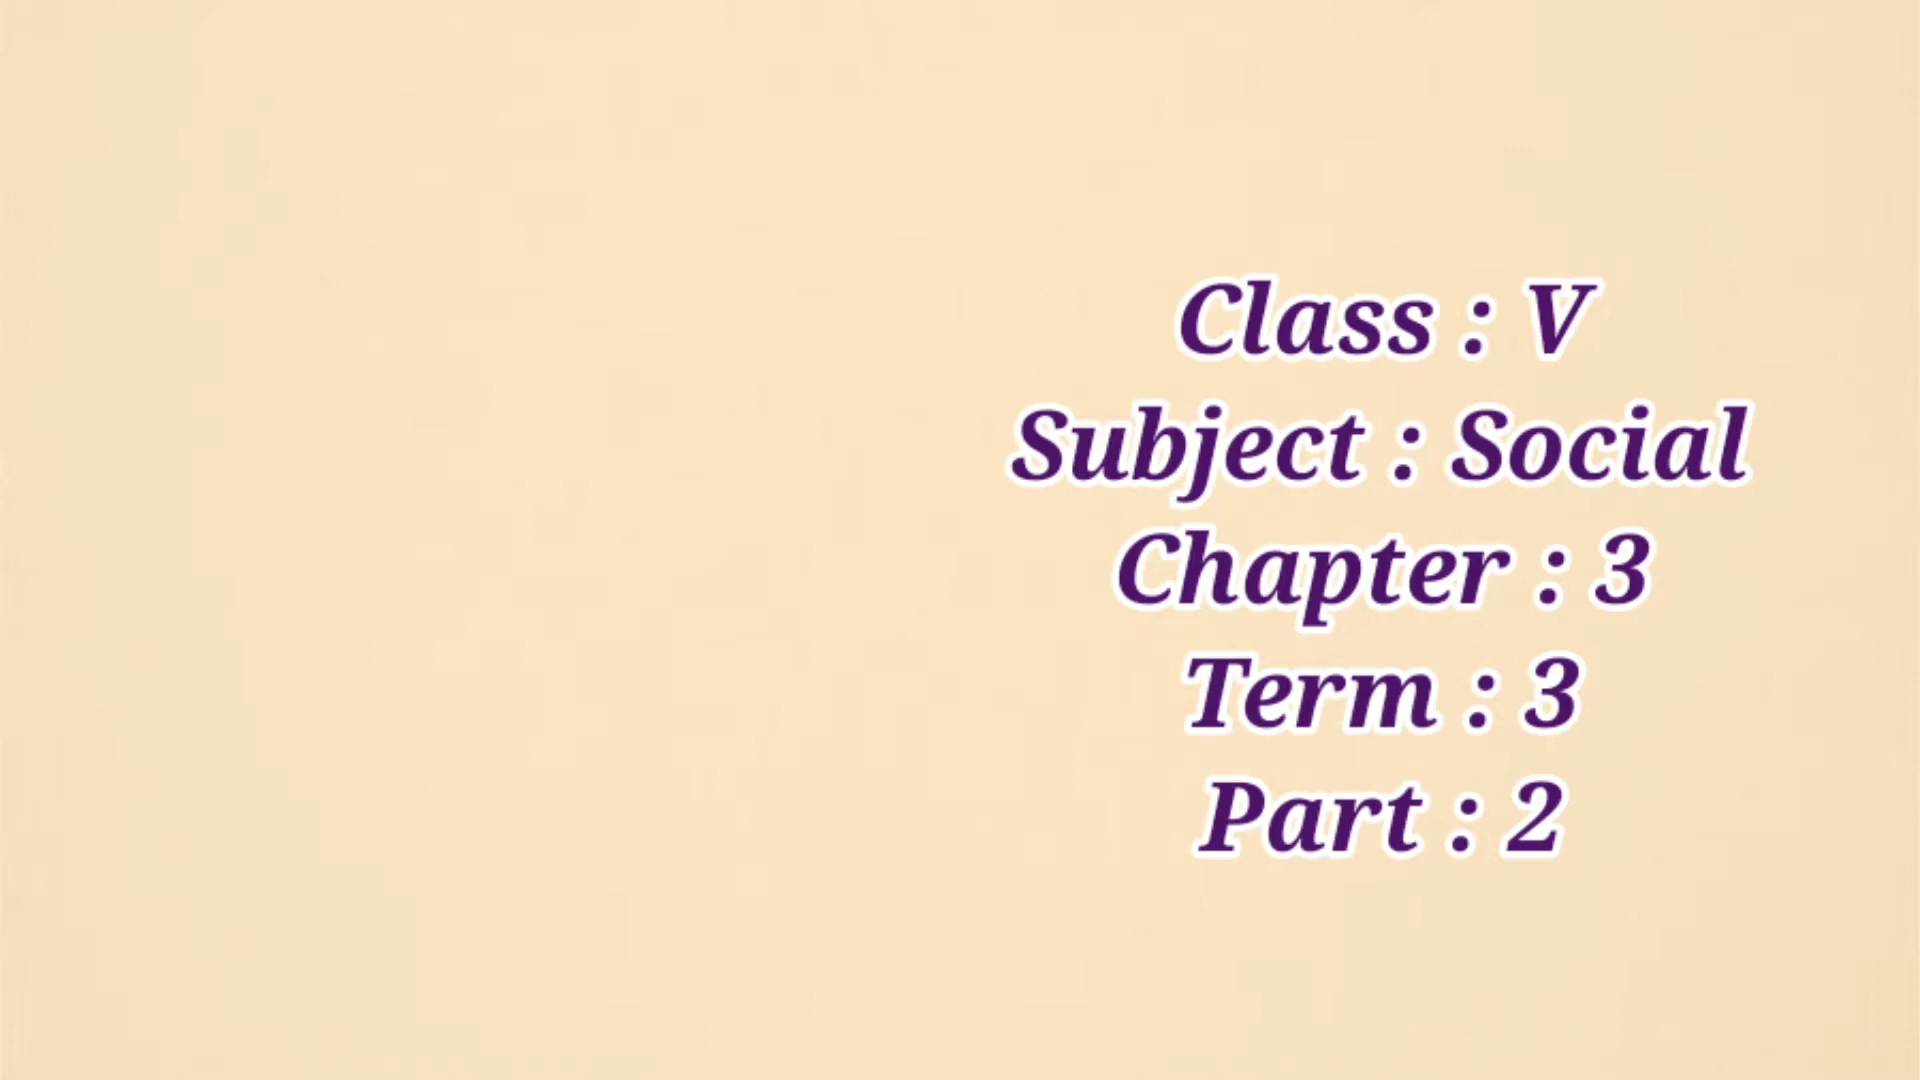 Class : V
Subject : Social
Chapter : 3
Term : 3
Part : 2